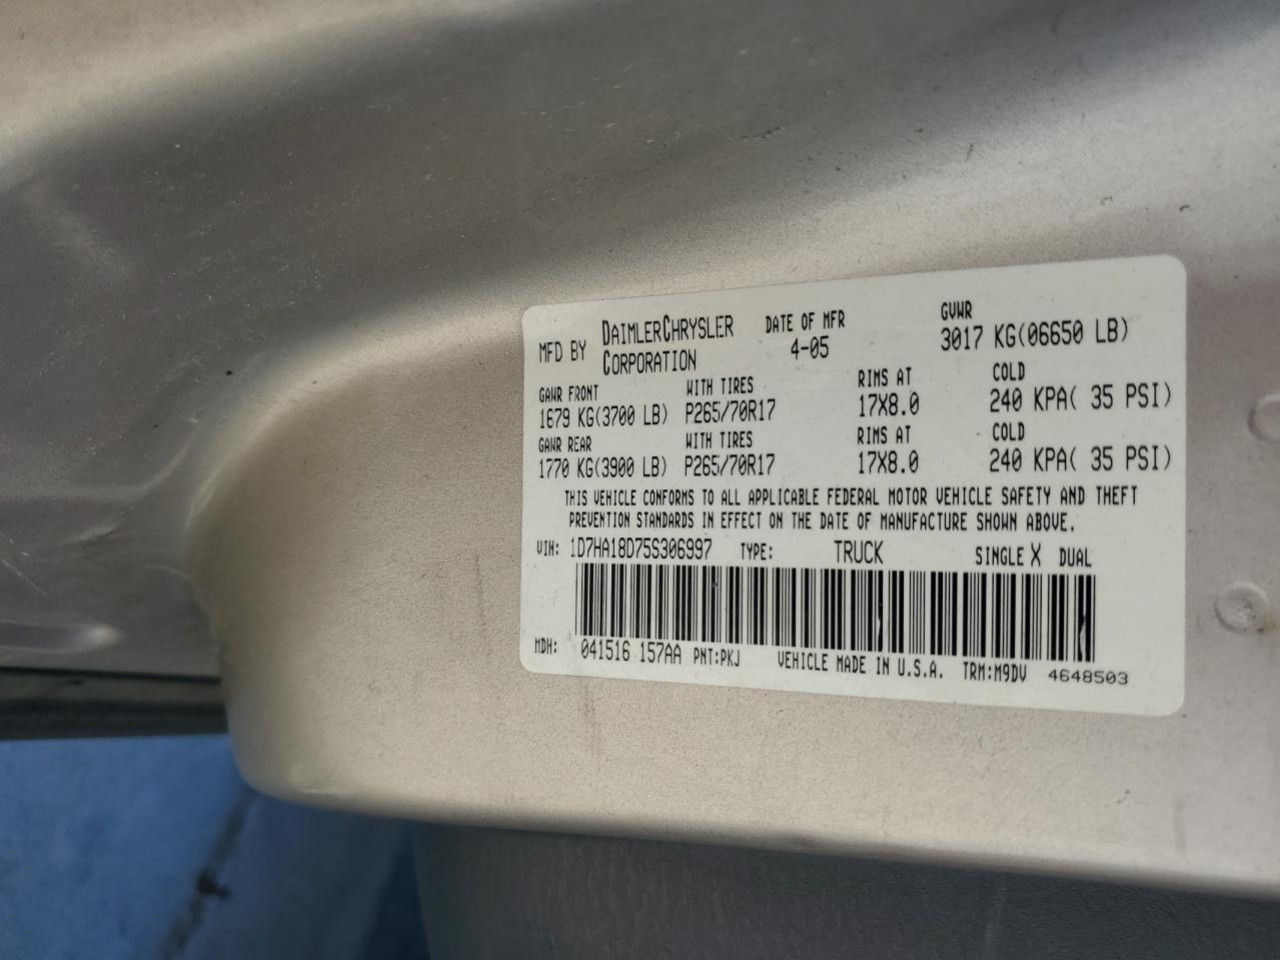 MFD BY DAIMLERCHRYSLER CORPORATION DATE OF MFR 4-05 GVWR 3017 KG(06650 LB)
GAWR FRONT WITH TIRES RIMS AT COLD
1679 KG(3700 LB) P265/70R17 17X8.0 240 KPA( 35 PSI)
GAWR REAR WITH TIRES RIMS AT COLD
1770 KG(3900 LB) P265/70R17 17X8.0 240 KPA( 35 PSI)
THIS VEHICLE CONFORMS TO ALL APPLICABLE FEDERAL MOTOR VEHICLE SAFETY AND THEFT
PREVENTION STANDARDS IN EFFECT ON THE DATE OF MANUFACTURE SHOWN ABOVE.
VIN: 1D7HA18D75S306997 TYPE: TRUCK SINGLE X DUAL
MDH: 041516 157AA PNT:PKJ VEHICLE MADE IN U.S.A. TRM:M9DV 4648503